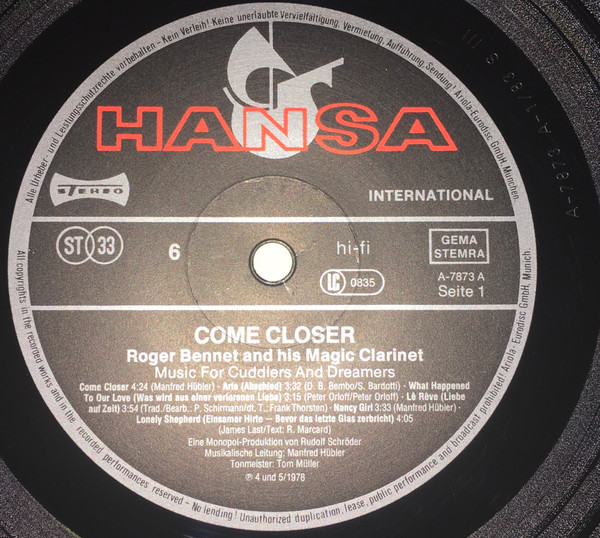 Alle Urheber- und Leistungsschutzrechte vorbehalten - Kein Verleih! Keine unerlaubte Vervielfältigung, Vermietung, Aufführung, Sendung! Ariola-Eurodisc GmbH, Munchen.
HANSA
STEREO
INTERNATIONAL
ST 33
6
hi-fi
LC 0835
GEMA
STEMRA
A-7873 A
Seite 1
COME CLOSER
Roger Bennet and his Magic Clarinet
Music For Cuddlers And Dreamers
Come Closer 4:24 (Manfred Hübler) · Aria (Abschied) 3:32 (D. B. Bembo/S. Bardotti) · What Happened
To Our Love (Was wird aus einer verlorenen Liebe) 3:15 (Peter Orloff/Peter Orloff) · Lê Rêve (Liebe
auf Zeit) 3:54 (Trad./Bearb.: P. Schirmann/dt. T.: Frank Thorsten) · Nancy Girl 3:33 (Manfred Hübler) ·
Lonely Shepherd (Einsamer Hirte – Bevor das letzte Glas zerbricht) 4:05
(James Last/Text: R. Marcard)
Eine Monopol-Produktion von Rudolf Schröder
Musikalische Leitung: Manfred Hübler
Tonmeister: Tom Müller
℗ 4 und 5/1978
All copyrights in the recorded works and in the recorded performances reserved – No lending! Unauthorized duplication, lease, public performance and broadcast prohibited! Ariola-Eurodisc GmbH, Munich.